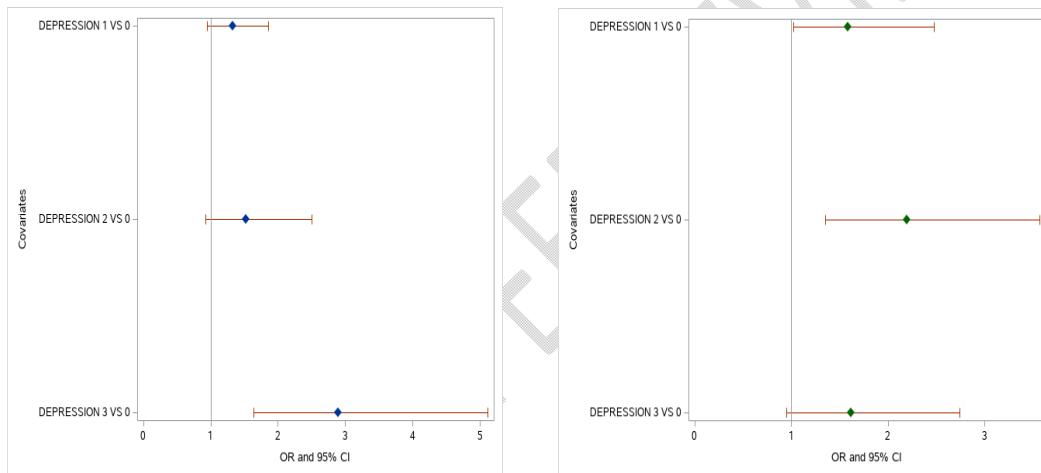 DEPRESSION 1 VS 0
DEPRESSION 2 VS 0
DEPRESSION 3 VS 0
Covariates
0 1 2 3 4 5
OR and 95% CI
DEPRESSION 1 VS 0
DEPRESSION 2 VS 0
DEPRESSION 3 VS 0
Covariates
0 1 2 3
OR and 95% CI